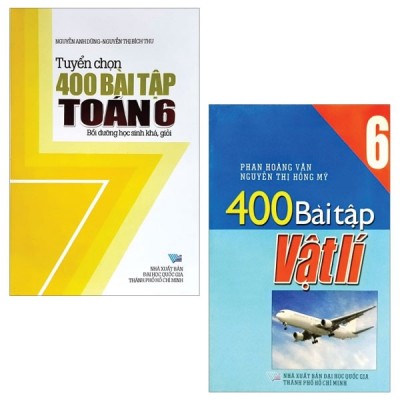 NGUYỄN ANH DŨNG-NGUYỄN THỊ BÍCH THU
Tuyển chọn
400 BÀI TẬP
TOÁN 6
Bồi dưỡng học sinh khá, giỏi
NHÀ XUẤT BẢN
ĐẠI HỌC QUỐC GIA
THÀNH PHỐ HỒ CHÍ MINH
6
PHAN HOÀNG VĂN
NGUYỄN THỊ HỒNG MỸ
400 Bài tập
Vật lí
NHÀ XUẤT BẢN ĐẠI HỌC QUỐC GIA
THÀNH PHỐ HỒ CHÍ MINH